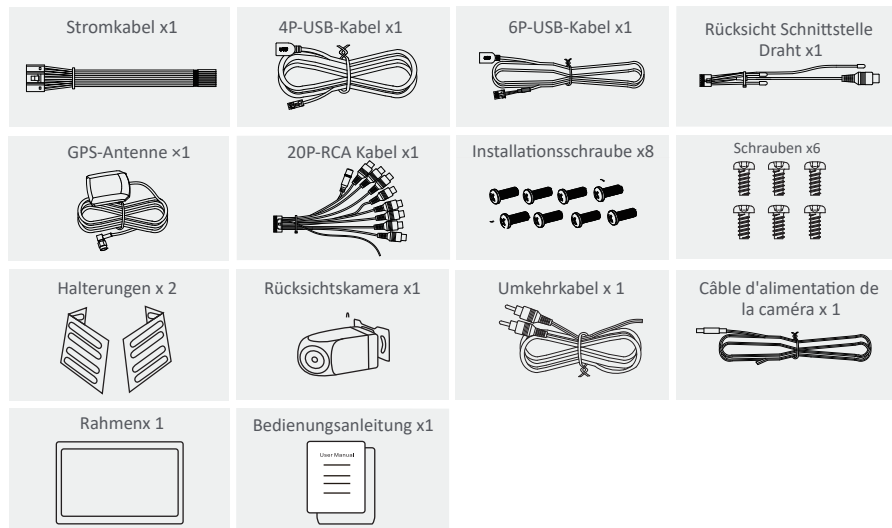 Stromkabel x1
4P-USB-Kabel x1
6P-USB-Kabel x1
Rücksicht Schnittstelle
Draht x1
GPS-Antenne ×1
20P-RCA Kabel x1
Installationsschraube x8
Schrauben x6
Halterungen x 2
Rücksichtskamera x1
Umkehrkabel x 1
Câble d'alimentation de
la caméra x 1
Rahmenx 1
Bedienungsanleitung x1
User Manual